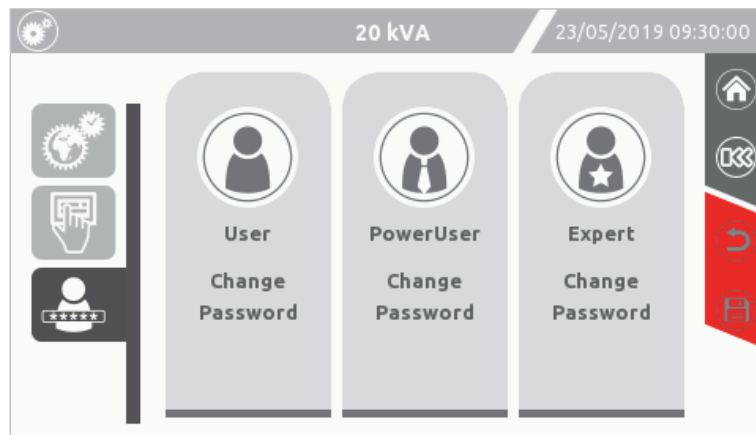 20 kVA
23/05/2019 09:30:00
User
Change
Password
PowerUser
Change
Password
Expert
Change
Password
*****